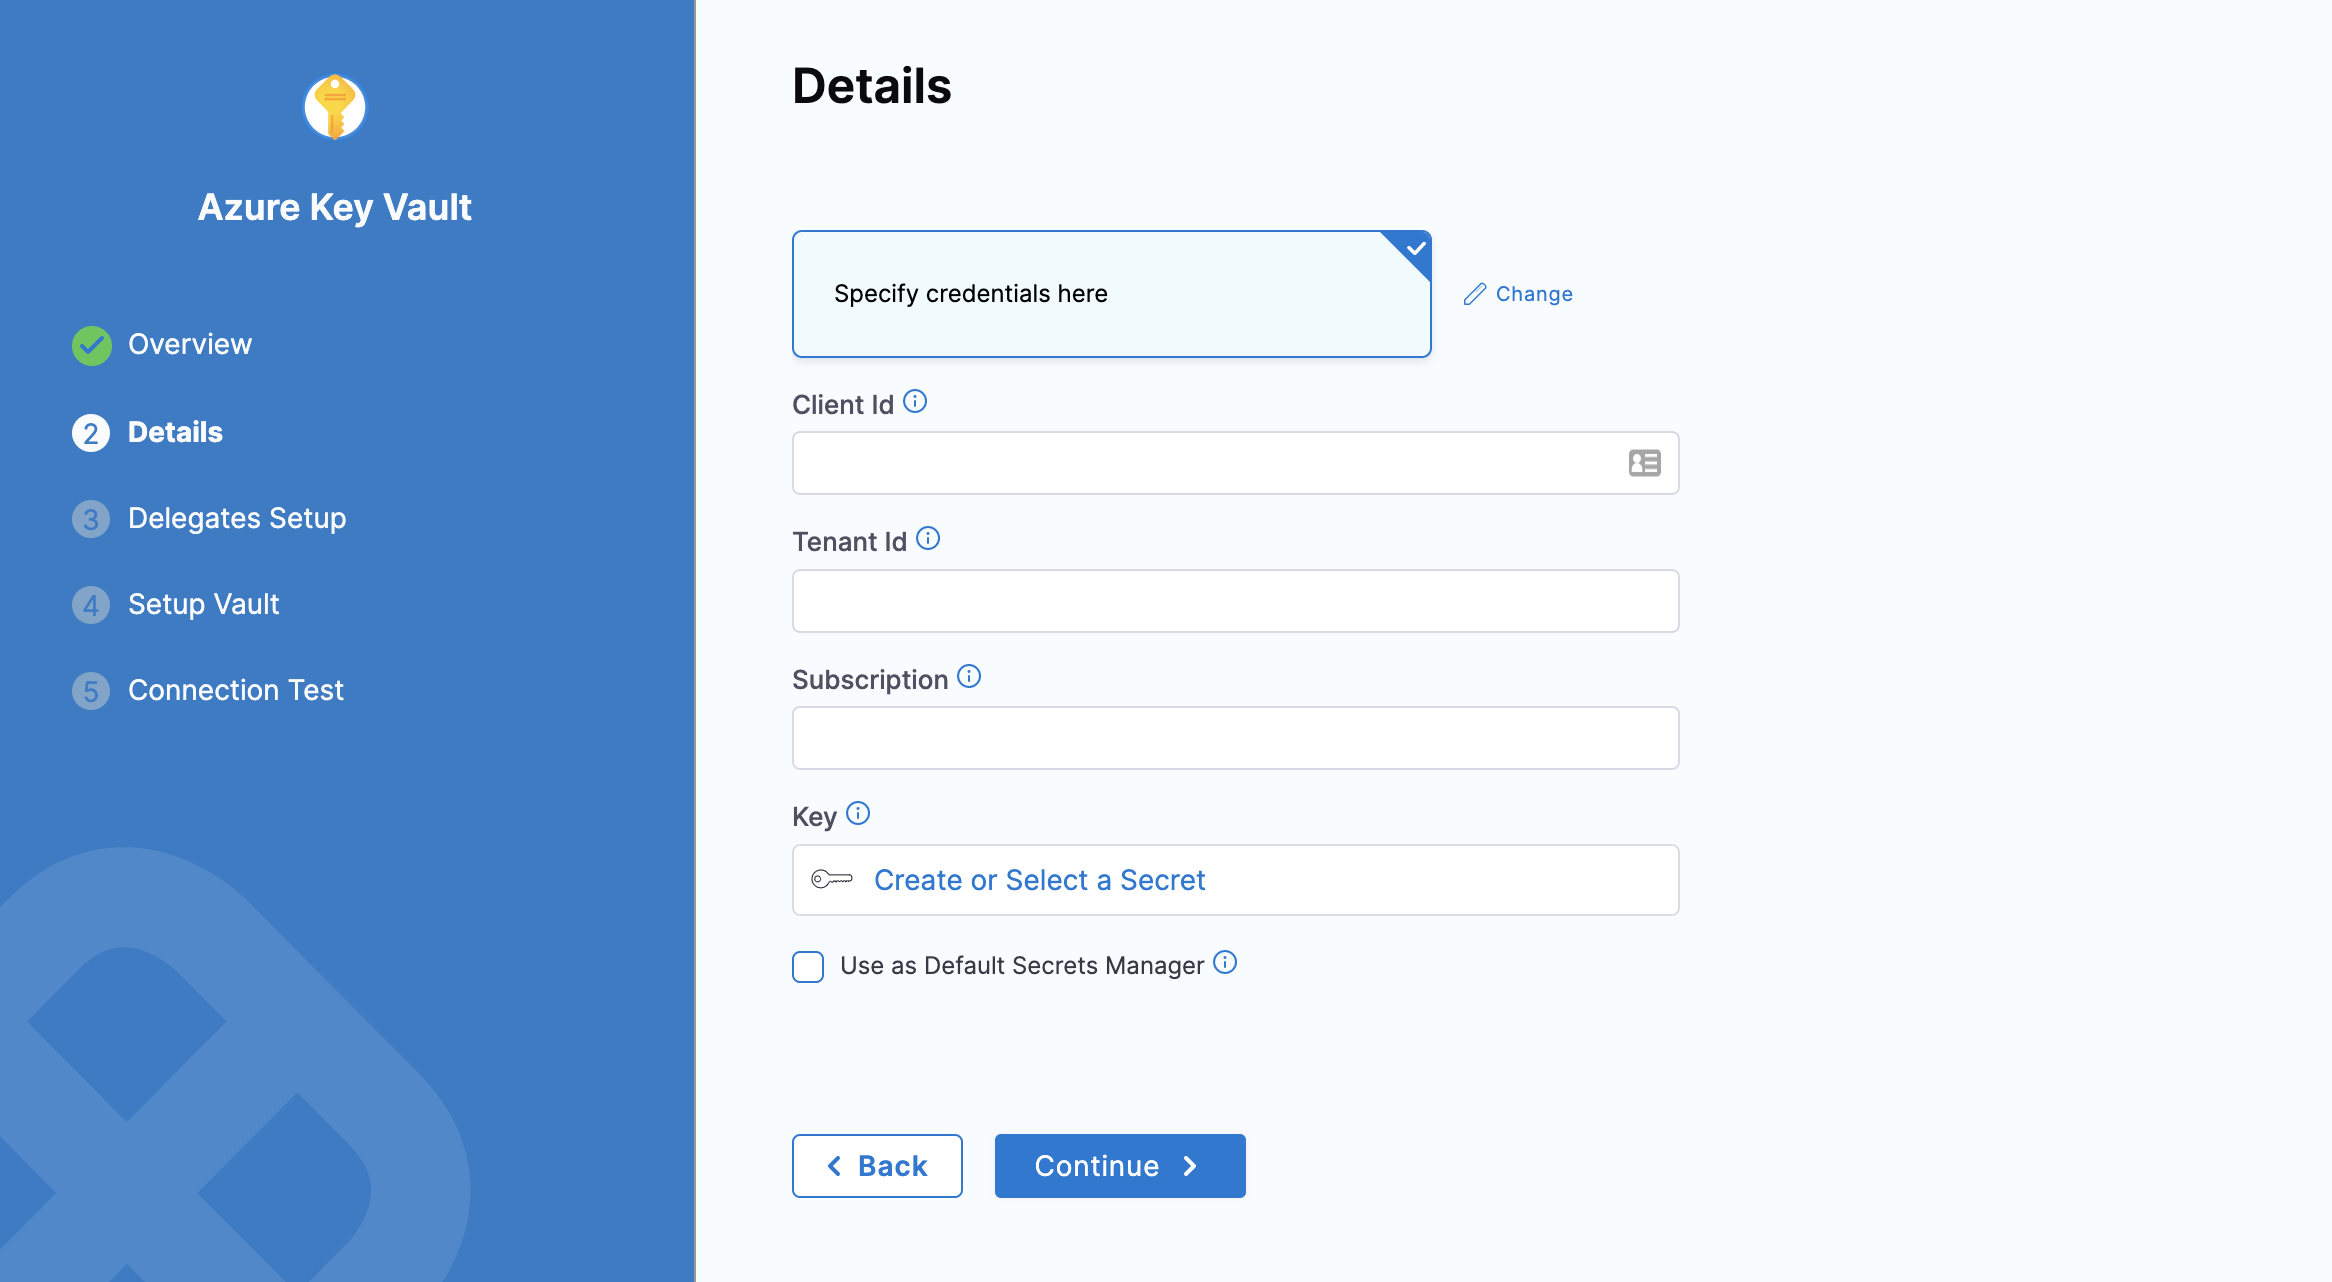 Azure Key Vault
Overview
2 Details
3 Delegates Setup
4 Setup Vault
5 Connection Test
Details
Specify credentials here
Change
Client Id
Tenant Id
Subscription
Key
Create or Select a Secret
Use as Default Secrets Manager
Back
Continue